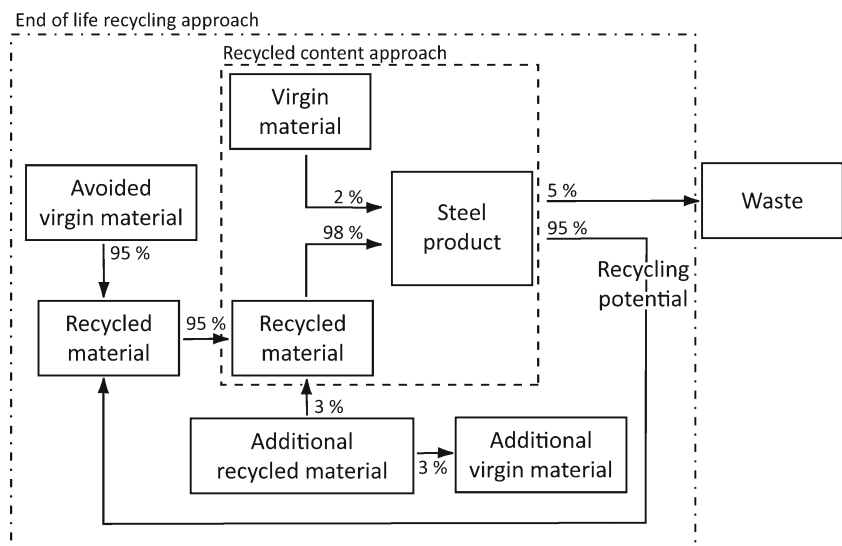 End of life recycling approach
Recycled content approach
Virgin
material
Avoided
virgin material
2 %
98 %
Steel
product
5 %
95 %
Waste
95 %
Recycling
potential
Recycled
material
95 %
Recycled
material
3 %
Additional
recycled material
3 %
Additional
virgin material